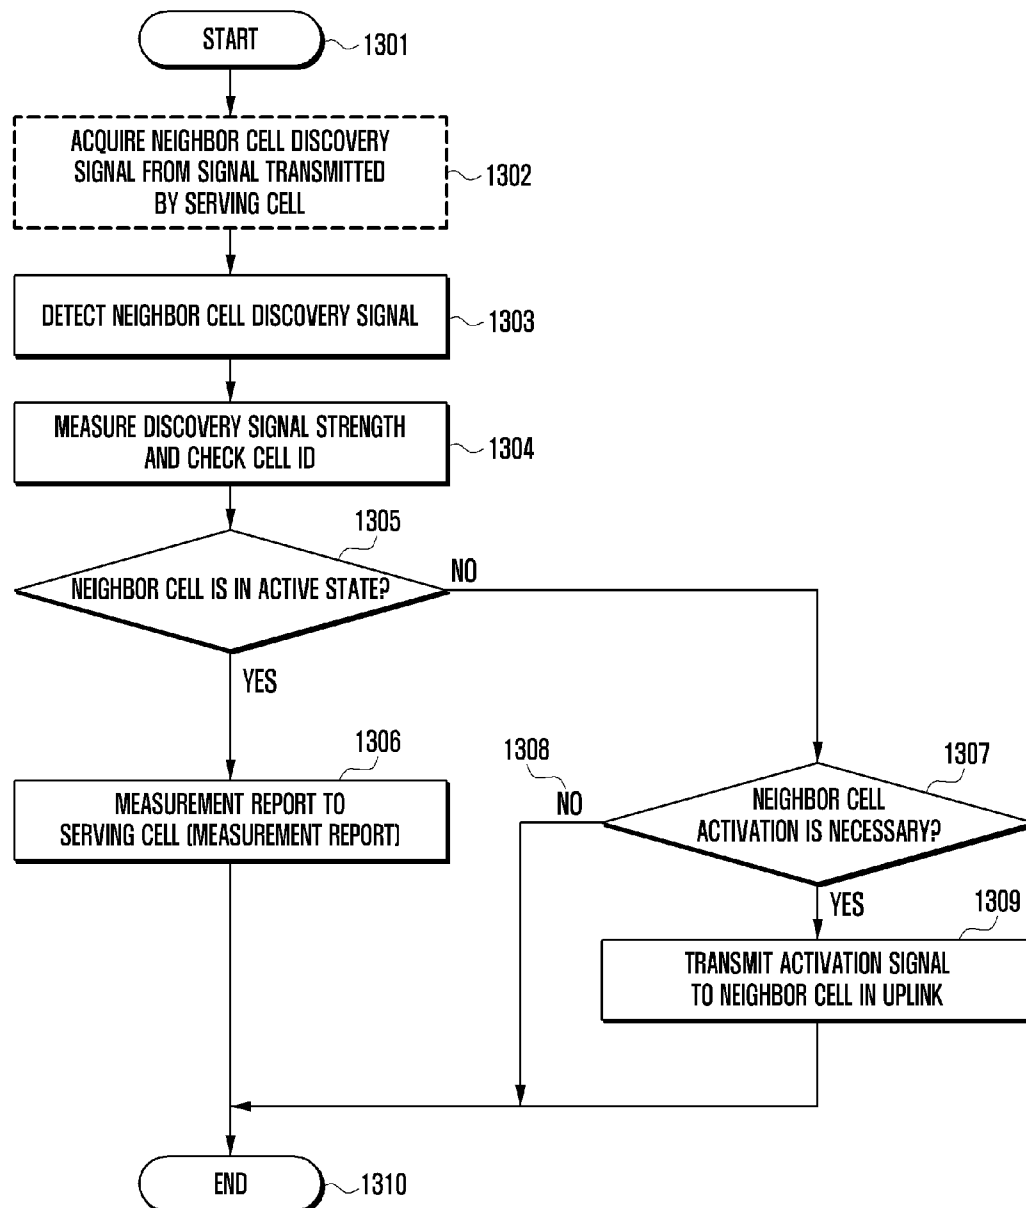 START
1301
ACQUIRE NEIGHBOR CELL DISCOVERY
SIGNAL FROM SIGNAL TRANSMITTED
BY SERVING CELL
1302
DETECT NEIGHBOR CELL DISCOVERY SIGNAL
1303
MEASURE DISCOVERY SIGNAL STRENGTH
AND CHECK CELL ID
1304
1305
NEIGHBOR CELL IS IN ACTIVE STATE?
NO
YES
1306
MEASUREMENT REPORT TO
SERVING CELL (MEASUREMENT REPORT)
1308
NO
1307
NEIGHBOR CELL
ACTIVATION IS NECESSARY?
YES
1309
TRANSMIT ACTIVATION SIGNAL
TO NEIGHBOR CELL IN UPLINK
END
1310